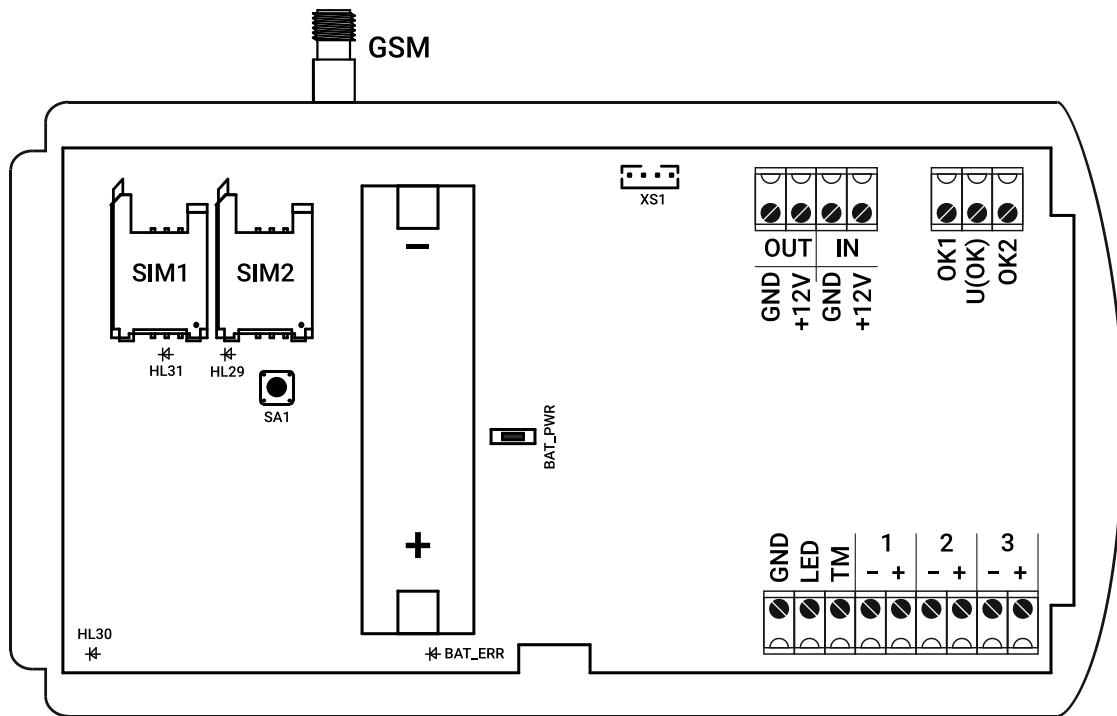 GSM
XS1
OUT IN
GND
+12V
GND
+12V
OK1
U(OK)
OK2
SIM1
SIM2
HL31
HL29
SA1
−
+
BAT_PWR
GND
LED
TM
1 2 3
− + − + − +
HL30
BAT_ERR